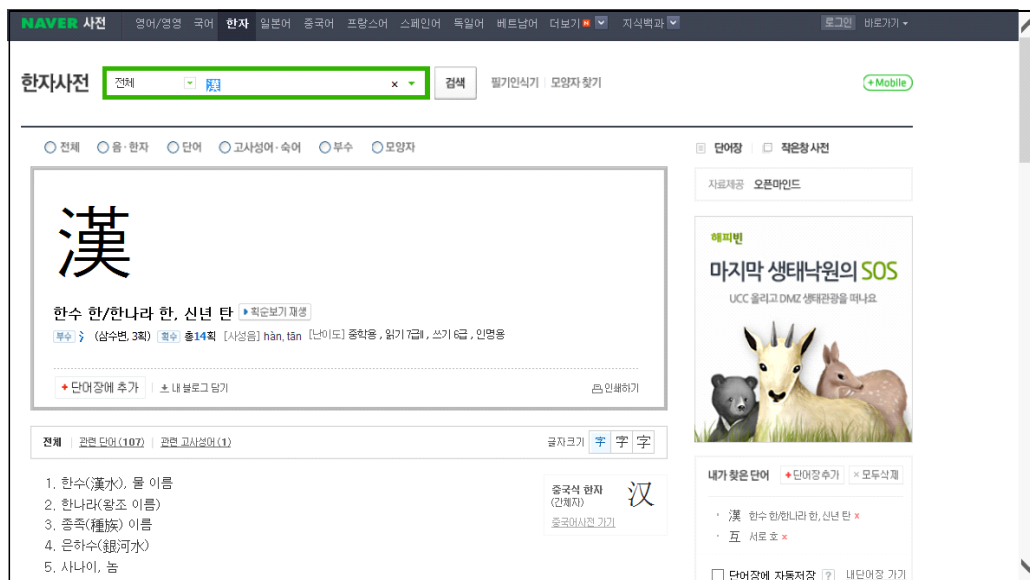 NAVER 사전 영어/영영 국어 한자 일본어 중국어 프랑스어 스페인어 독일어 베트남어 더보기 N 지식백과 로그인 바로가기
한자사전 전체 漢 x 검색 필기인식기 모양자 찾기 +Mobile
전체 음·한자 단어 고사성어·숙어 부수 모양자
漢
한수 한/한나라 한, 신년 탄 획순보기 재생
부수 氵 (삼수변, 3획) 획수 총14획 [사성음] hàn, tān [난이도] 중학용, 읽기 7급Ⅱ, 쓰기 6급, 인명용
+ 단어장에 추가 내 블로그 담기 인쇄하기
전체 관련 단어(107) 관련 고사성어(1) 글자크기 字 字 字
1. 한수(漢水), 물 이름
2. 한나라(왕조 이름)
3. 종족(種族) 이름
4. 은하수(銀河水)
5. 사나이, 놈
중국식 한자
(간체자)
汉
중국어사전 가기
단어장 작은창 사전
자료제공 오픈마인드
해피빈
마지막 생태낙원의 SOS
UCC 올리고 DMZ 생태관광을 떠나요
내가 찾은 단어 +단어장추가 ×모두삭제
· 漢 한수 한/한나라 한, 신년 탄 x
· 互 서로 호 x
단어장에 자동저장 ? 내단어장 가기